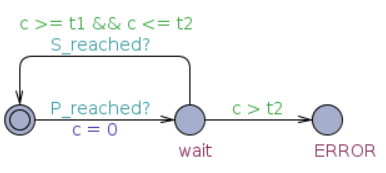 c >= t1 && c <= t2
S_reached?
P_reached?
c = 0
c > t2
wait
ERROR